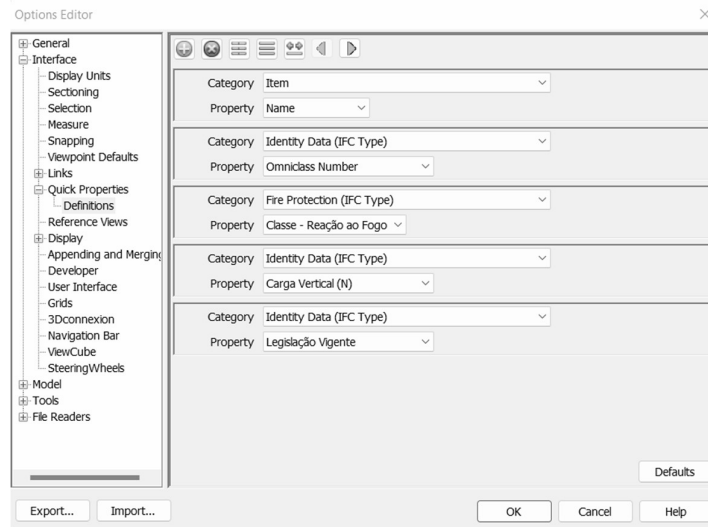 Options Editor
General
Interface
Display Units
Sectioning
Selection
Measure
Snapping
Viewpoint Defaults
Links
Quick Properties
Definitions
Reference Views
Display
Appending and Merging
Developer
User Interface
Grids
3Dconnexion
Navigation Bar
ViewCube
SteeringWheels
Model
Tools
File Readers
Category Item
Property Name
Category Identity Data (IFC Type)
Property Omniclass Number
Category Fire Protection (IFC Type)
Property Classe - Reação ao Fogo
Category Identity Data (IFC Type)
Property Carga Vertical (N)
Category Identity Data (IFC Type)
Property Legislação Vigente
Defaults
Export... Import... OK Cancel Help